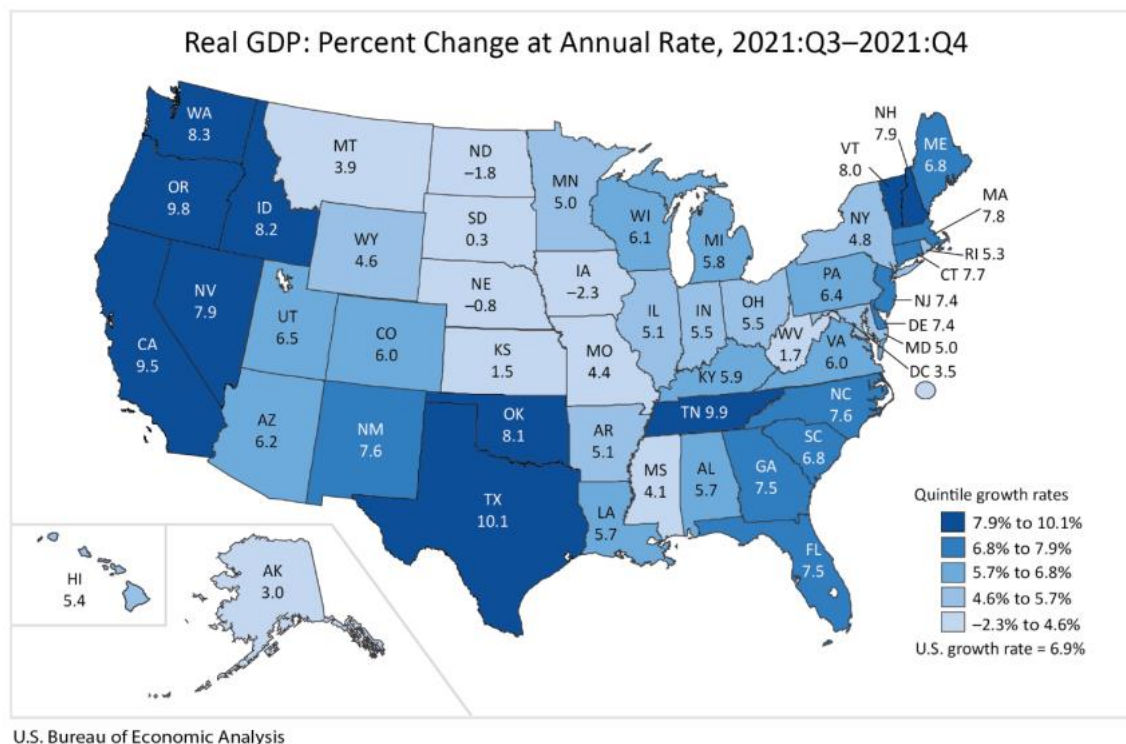 Real GDP: Percent Change at Annual Rate, 2021:Q3–2021:Q4
WA
8.3
MT
3.9
ND
–1.8
MN
5.0
NH
7.9
VT
8.0
ME
6.8
OR
9.8
ID
8.2
SD
0.3
WI
6.1
MI
5.8
NY
4.8
MA
7.8
RI 5.3
CT 7.7
WY
4.6
NE
–0.8
IA
–2.3
IL
5.1
IN
5.5
OH
5.5
PA
6.4
NJ 7.4
DE 7.4
MD 5.0
DC 3.5
CA
9.5
NV
7.9
UT
6.5
CO
6.0
KS
1.5
MO
4.4
KY 5.9
WV
1.7
VA
6.0
AZ
6.2
NM
7.6
OK
8.1
AR
5.1
TN 9.9
NC
7.6
SC
6.8
TX
10.1
LA
5.7
MS
4.1
AL
5.7
GA
7.5
FL
7.5
HI
5.4
AK
3.0
Quintile growth rates
7.9% to 10.1%
6.8% to 7.9%
5.7% to 6.8%
4.6% to 5.7%
–2.3% to 4.6%
U.S. growth rate = 6.9%
U.S. Bureau of Economic Analysis